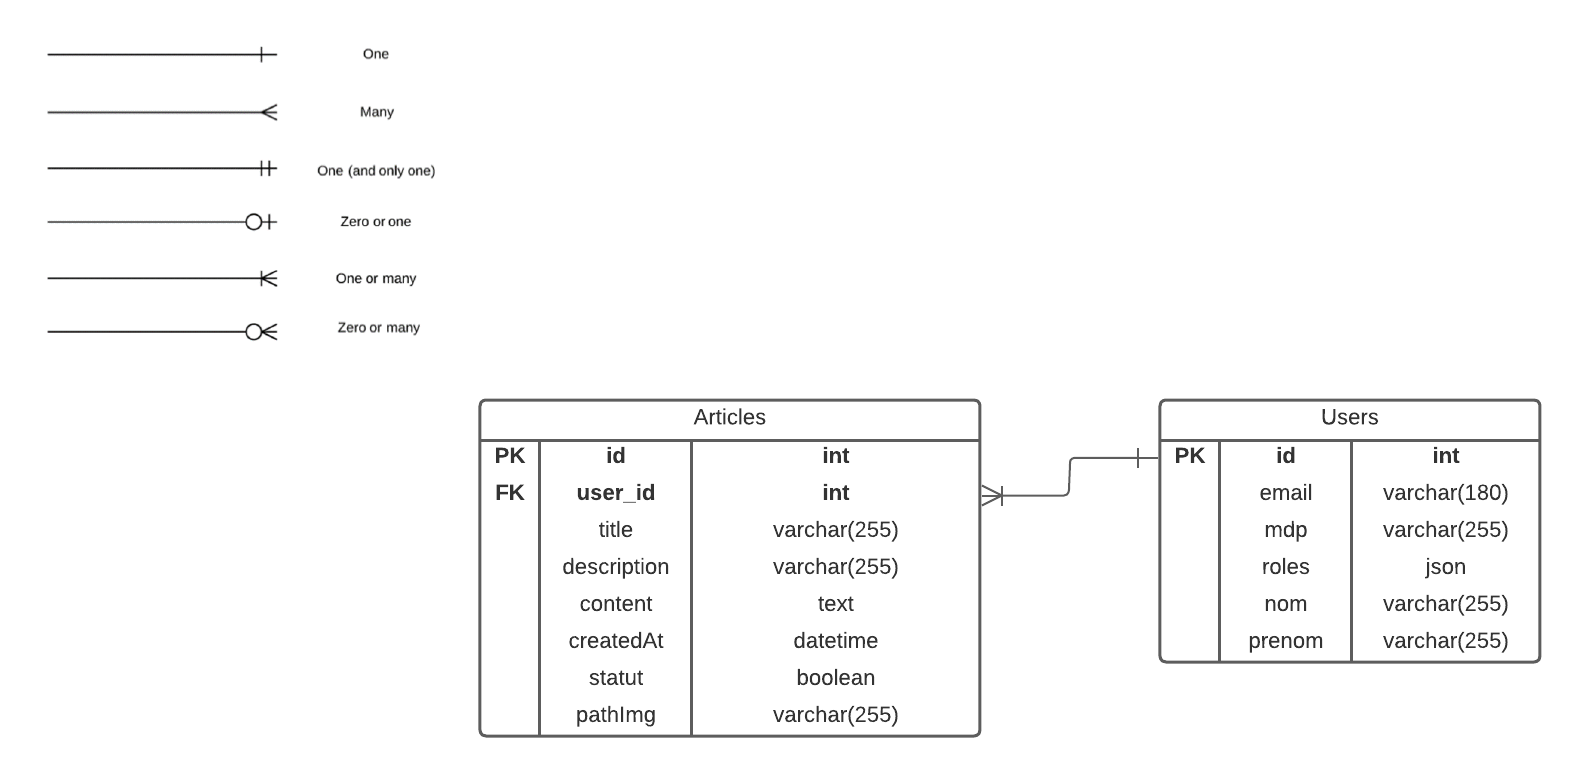 One
Many
One (and only one)
Zero or one
One or many
Zero or many
Articles
PK id int
FK user_id int
title varchar(255)
description varchar(255)
content text
createdAt datetime
statut boolean
pathImg varchar(255)
Users
PK id int
email varchar(180)
mdp varchar(255)
roles json
nom varchar(255)
prenom varchar(255)